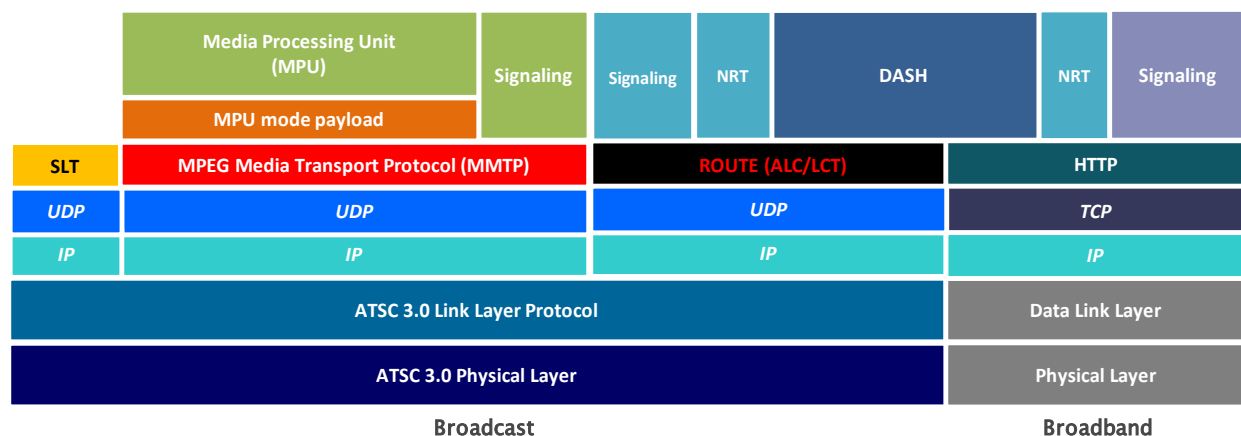 Media Processing Unit
(MPU)
Signaling
Signaling
NRT
DASH
NRT
Signaling
MPU mode payload
SLT
MPEG Media Transport Protocol (MMTP)
ROUTE (ALC/LCT)
HTTP
UDP
UDP
UDP
TCP
IP
IP
IP
IP
ATSC 3.0 Link Layer Protocol
Data Link Layer
ATSC 3.0 Physical Layer
Physical Layer
Broadcast
Broadband